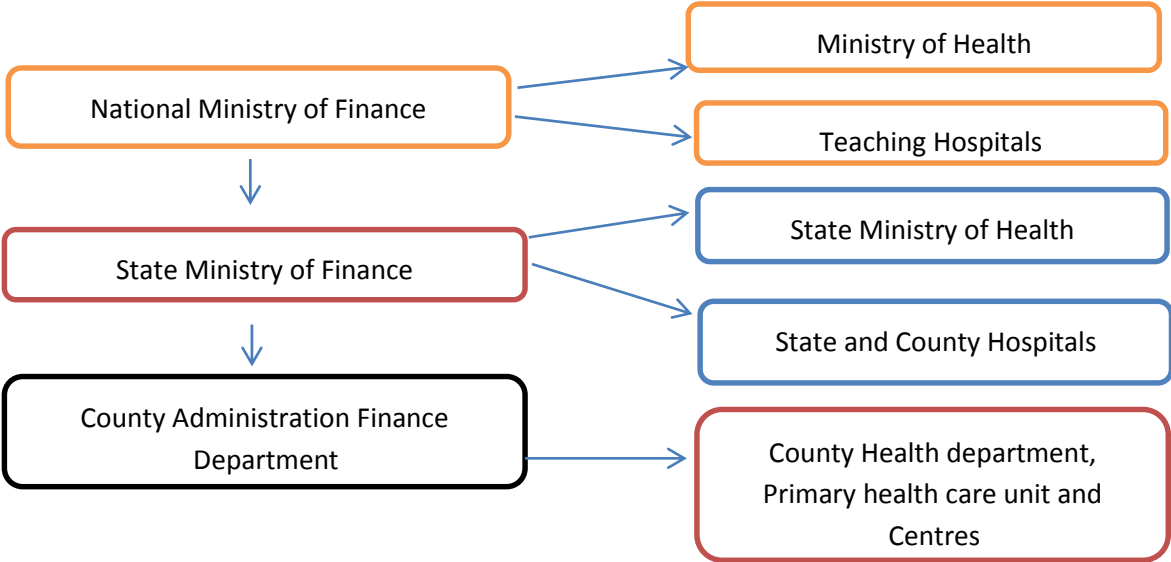 Ministry of Health
National Ministry of Finance
Teaching Hospitals
State Ministry of Health
State Ministry of Finance
State and County Hospitals
County Administration Finance
Department
County Health department,
Primary health care unit and
Centres